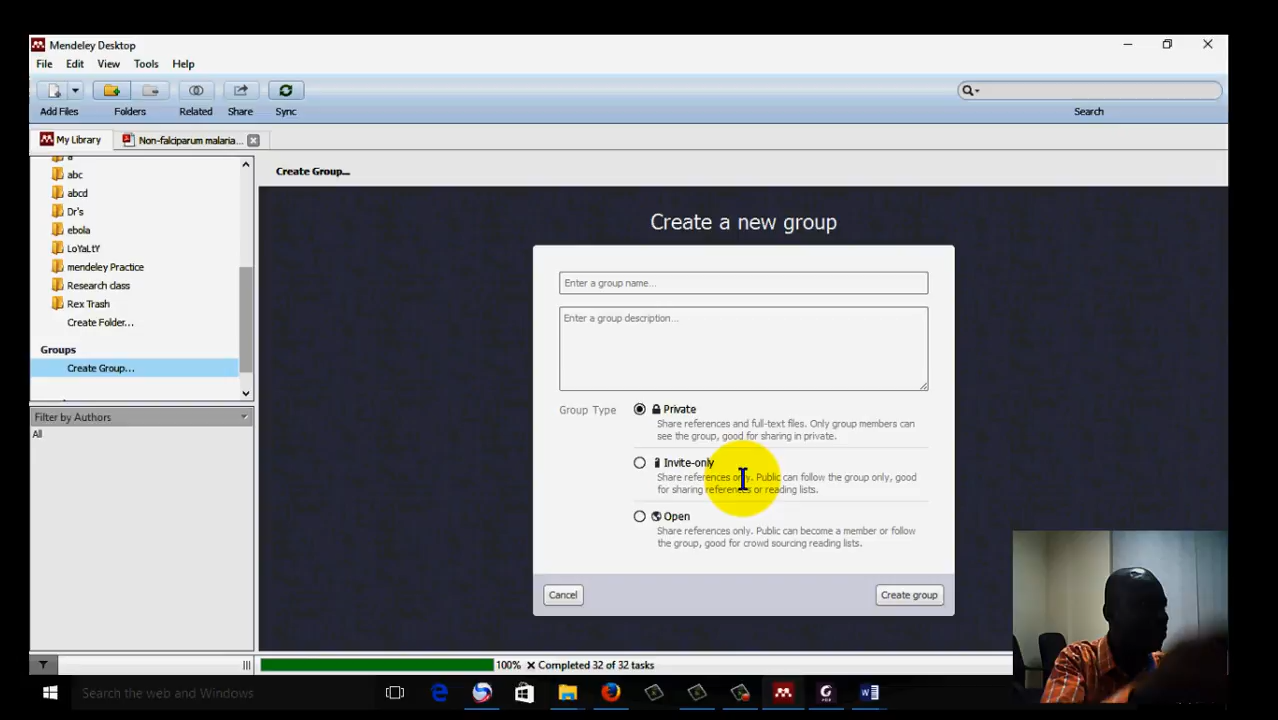 Mendeley Desktop
File Edit View Tools Help
Add Files Folders Related Share Sync Search
My Library Non-falciparum malaria...
Create Group...
a
abc
abcd
Dr's
ebola
LoYaLtY
mendeley Practice
Research class
Rex Trash
Create Folder...
Groups
Create Group...
Filter by Authors
All
Create a new group
Enter a group name...
Enter a group description...
Group Type
Private
Share references and full-text files. Only group members can
see the group, good for sharing in private.
Invite-only
Share references only. Public can follow the group only, good
for sharing references or reading lists.
Open
Share references only. Public can become a member or follow
the group, good for crowd sourcing reading lists.
Cancel Create group
100% Completed 32 of 32 tasks
Search the web and Windows